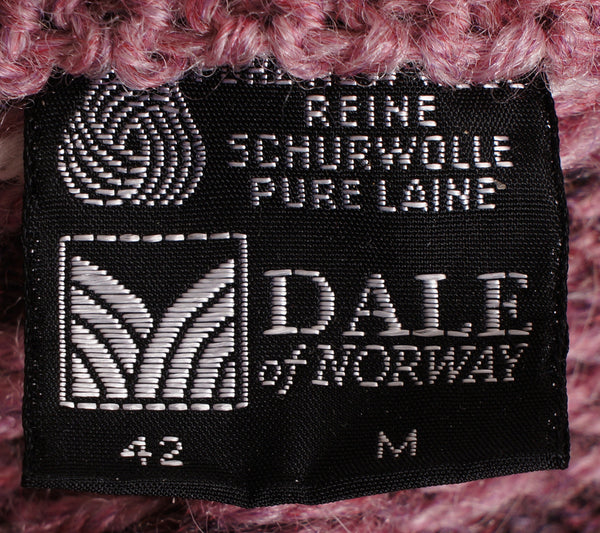 REINE
SCHURWOLLE
PURE LAINE
DALE
of NORWAY
42 M